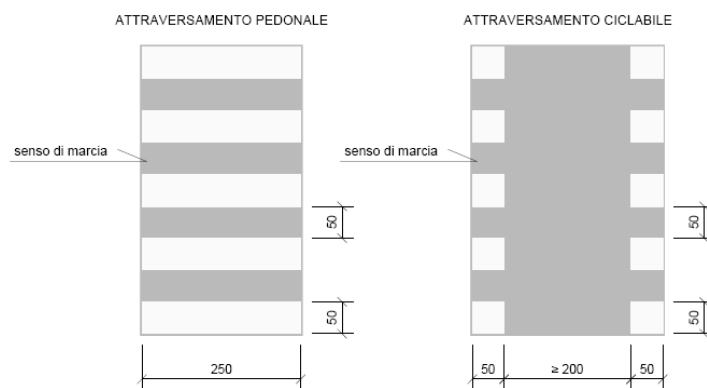 ATTRAVERSAMENTO PEDONALE
senso di marcia
50
50
250
ATTRAVERSAMENTO CICLABILE
senso di marcia
50
50
50
≥ 200
50